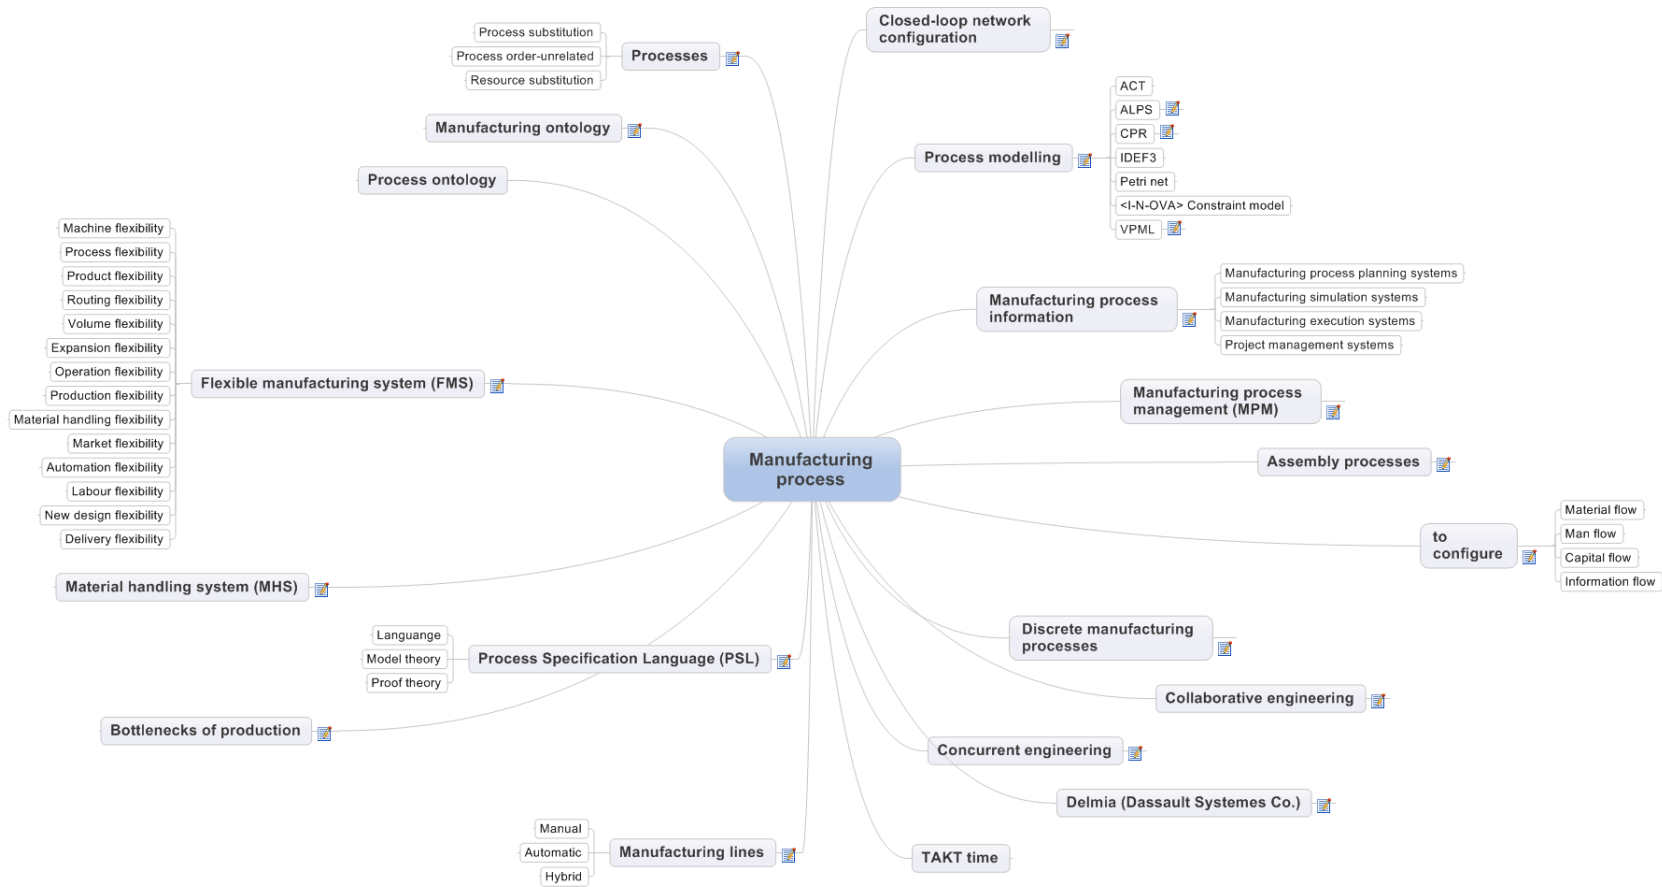 Closed-loop network
configuration
Process substitution
Process order-unrelated
Resource substitution
Processes
Manufacturing ontology
Process ontology
ACT
ALPS
CPR
IDEF3
Petri net
<I-N-OVA> Constraint model
VPML
Process modelling
Machine flexibility
Process flexibility
Product flexibility
Routing flexibility
Volume flexibility
Expansion flexibility
Operation flexibility
Production flexibility
Material handling flexibility
Market flexibility
Automation flexibility
Labour flexibility
New design flexibility
Delivery flexibility
Flexible manufacturing system (FMS)
Manufacturing process
information
Manufacturing process planning systems
Manufacturing simulation systems
Manufacturing execution systems
Project management systems
Manufacturing process
management (MPM)
Manufacturing
process
Assembly processes
to
configure
Material flow
Man flow
Capital flow
Information flow
Material handling system (MHS)
Languange
Model theory
Proof theory
Process Specification Language (PSL)
Discrete manufacturing
processes
Collaborative engineering
Bottlenecks of production
Concurrent engineering
Delmia (Dassault Systemes Co.)
Manual
Automatic
Hybrid
Manufacturing lines
TAKT time